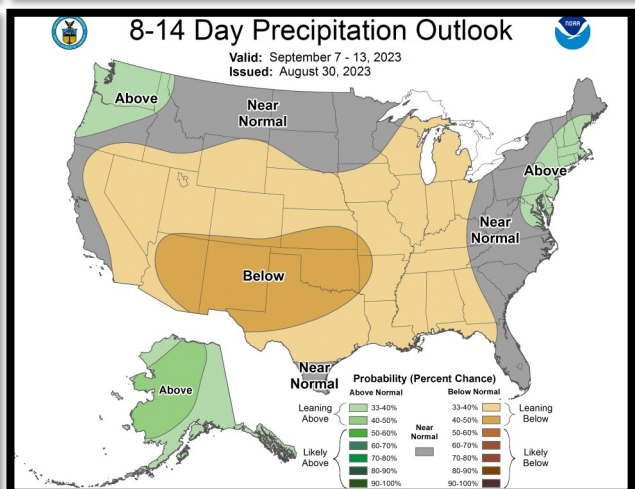 8-14 Day Precipitation Outlook
Valid: September 7 - 13, 2023
Issued: August 30, 2023
NOAA
Above
Near
Normal
Above
Near
Normal
Below
Near
Normal
Above
Probability (Percent Chance)
Above Normal
Below Normal
Leaning
Above
33-40%
40-50%
Likely
Above
50-60%
60-70%
70-80%
80-90%
90-100%
Near
Normal
33-40%
40-50%
Leaning
Below
50-60%
60-70%
70-80%
80-90%
90-100%
Likely
Below